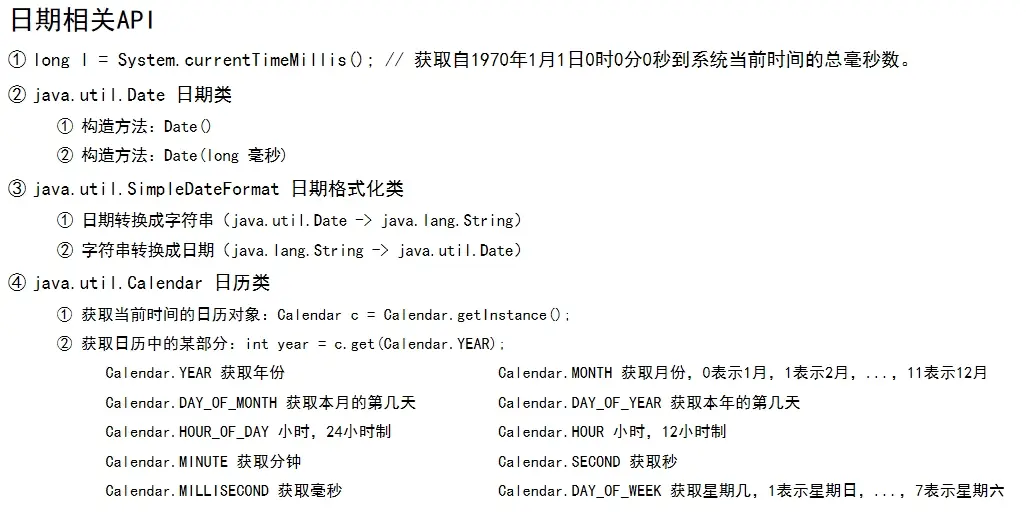 日期相关API
① long l = System.currentTimeMillis(); // 获取自1970年1月1日0时0分0秒到系统当前时间的总毫秒数。
② java.util.Date 日期类
① 构造方法：Date()
② 构造方法：Date(long 毫秒)
③ java.util.SimpleDateFormat 日期格式化类
① 日期转换成字符串（java.util.Date -> java.lang.String）
② 字符串转换成日期（java.lang.String -> java.util.Date）
④ java.util.Calendar 日历类
① 获取当前时间的日历对象：Calendar c = Calendar.getInstance();
② 获取日历中的某部分：int year = c.get(Calendar.YEAR);
Calendar.YEAR 获取年份 Calendar.MONTH 获取月份，0表示1月，1表示2月，...，11表示12月
Calendar.DAY_OF_MONTH 获取本月的第几天 Calendar.DAY_OF_YEAR 获取本年的第几天
Calendar.HOUR_OF_DAY 小时，24小时制 Calendar.HOUR 小时，12小时制
Calendar.MINUTE 获取分钟 Calendar.SECOND 获取秒
Calendar.MILLISECOND 获取毫秒 Calendar.DAY_OF_WEEK 获取星期几，1表示星期日，...，7表示星期六